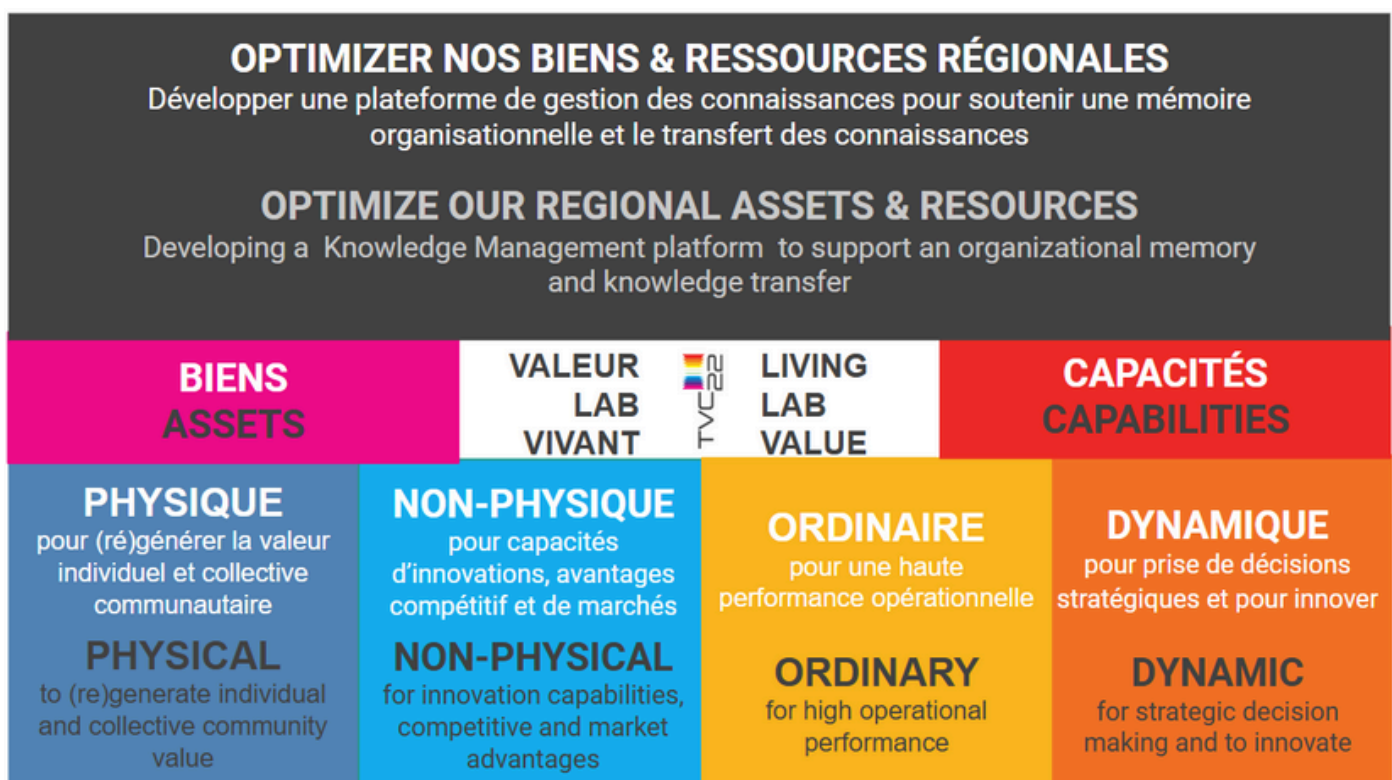 OPTIMIZER NOS BIENS & RESSOURCES RÉGIONALES
Développer une plateforme de gestion des connaissances pour soutenir une mémoire
organisationnelle et le transfert des connaissances
OPTIMIZE OUR REGIONAL ASSETS & RESOURCES
Developing a Knowledge Management platform to support an organizational memory
and knowledge transfer
BIENS
ASSETS
VALEUR
LAB
VIVANT
TVC22
LIVING
LAB
VALUE
CAPACITÉS
CAPABILITIES
PHYSIQUE
pour (ré)générer la valeur
individuel et collective
communautaire
PHYSICAL
to (re)generate individual
and collective community
value
NON-PHYSIQUE
pour capacités
d'innovations, avantages
compétitif et de marchés
NON-PHYSICAL
for innovation capabilities,
competitive and market
advantages
ORDINAIRE
pour une haute
performance opérationnelle
ORDINARY
for high operational
performance
DYNAMIQUE
pour prise de décisions
stratégiques et pour innover
DYNAMIC
for strategic decision
making and to innovate